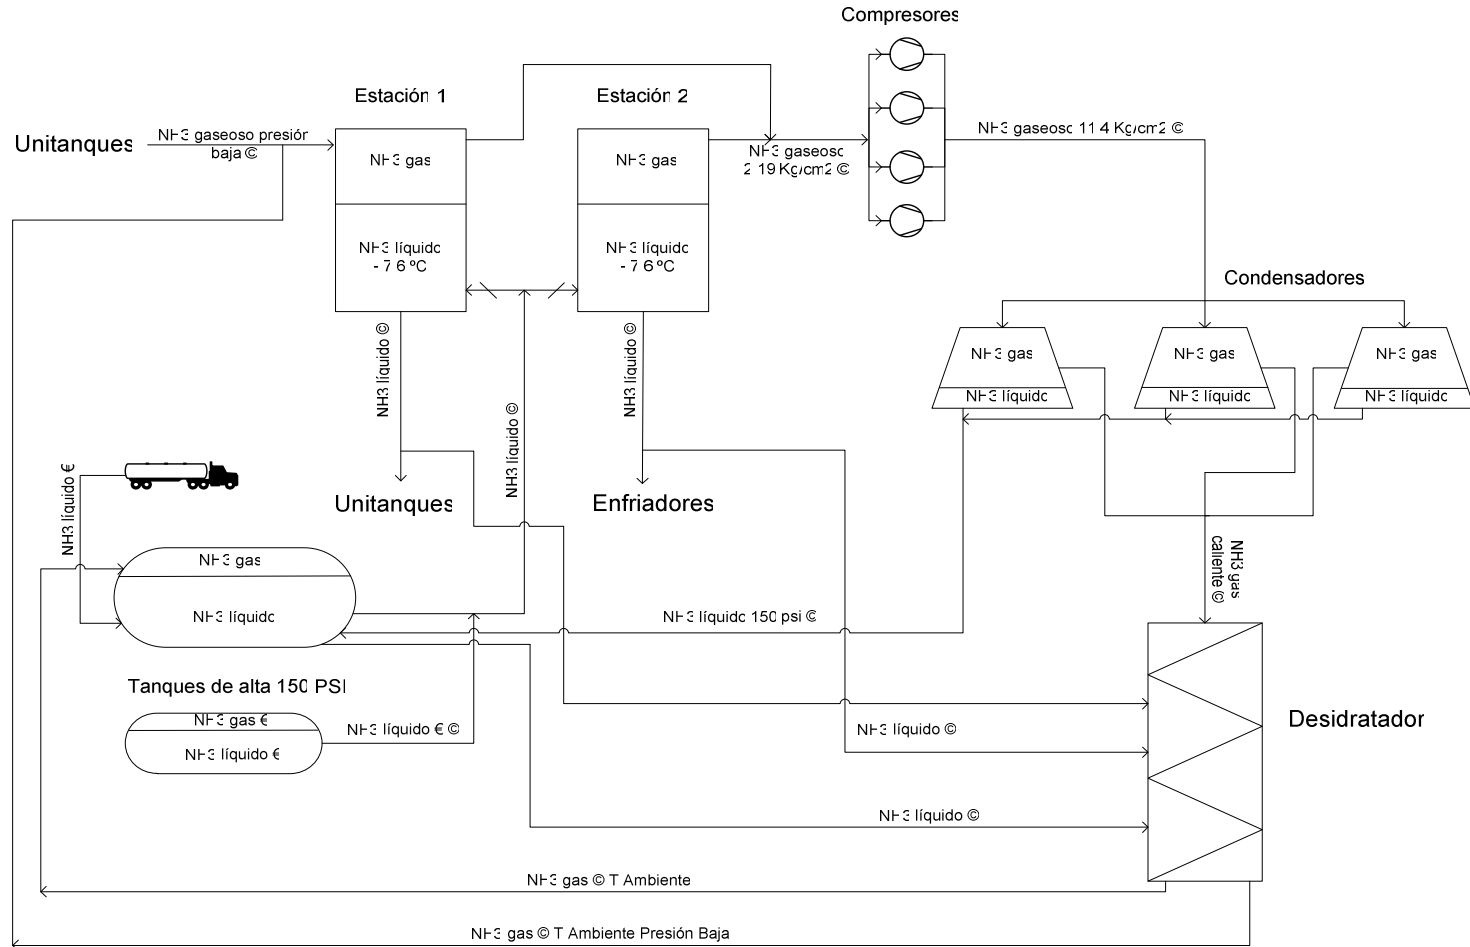 Compresores
Estación 1
Estación 2
Unitanques
NH3 gaseoso presión
baja ©
NH3 gas
NH3 gas
NH3 gaseoso
2.19 Kg/cm2 ©
NH3 gaseoso 11.4 Kg/cm2 ©
NH3 líquido
- 7.6 ºC
NH3 líquido
- 7.6 ºC
Condensadores
NH3 gas
NH3 líquido
NH3 gas
NH3 líquido
NH3 gas
NH3 líquido
NH3 líquido ©
NH3 líquido ©
NH3 líquido ©
Unitanques
Enfriadores
NH3 líquido €
NH3 gas
NH3 líquido
NH3 líquido 150 psi ©
NH3 gas
caliente ©
Tanques de alta 150 PSI
NH3 gas €
NH3 líquido €
NH3 líquido € ©
NH3 líquido ©
Desidratador
NH3 líquido ©
NH3 gas © T Ambiente
NH3 gas © T Ambiente Presión Baja